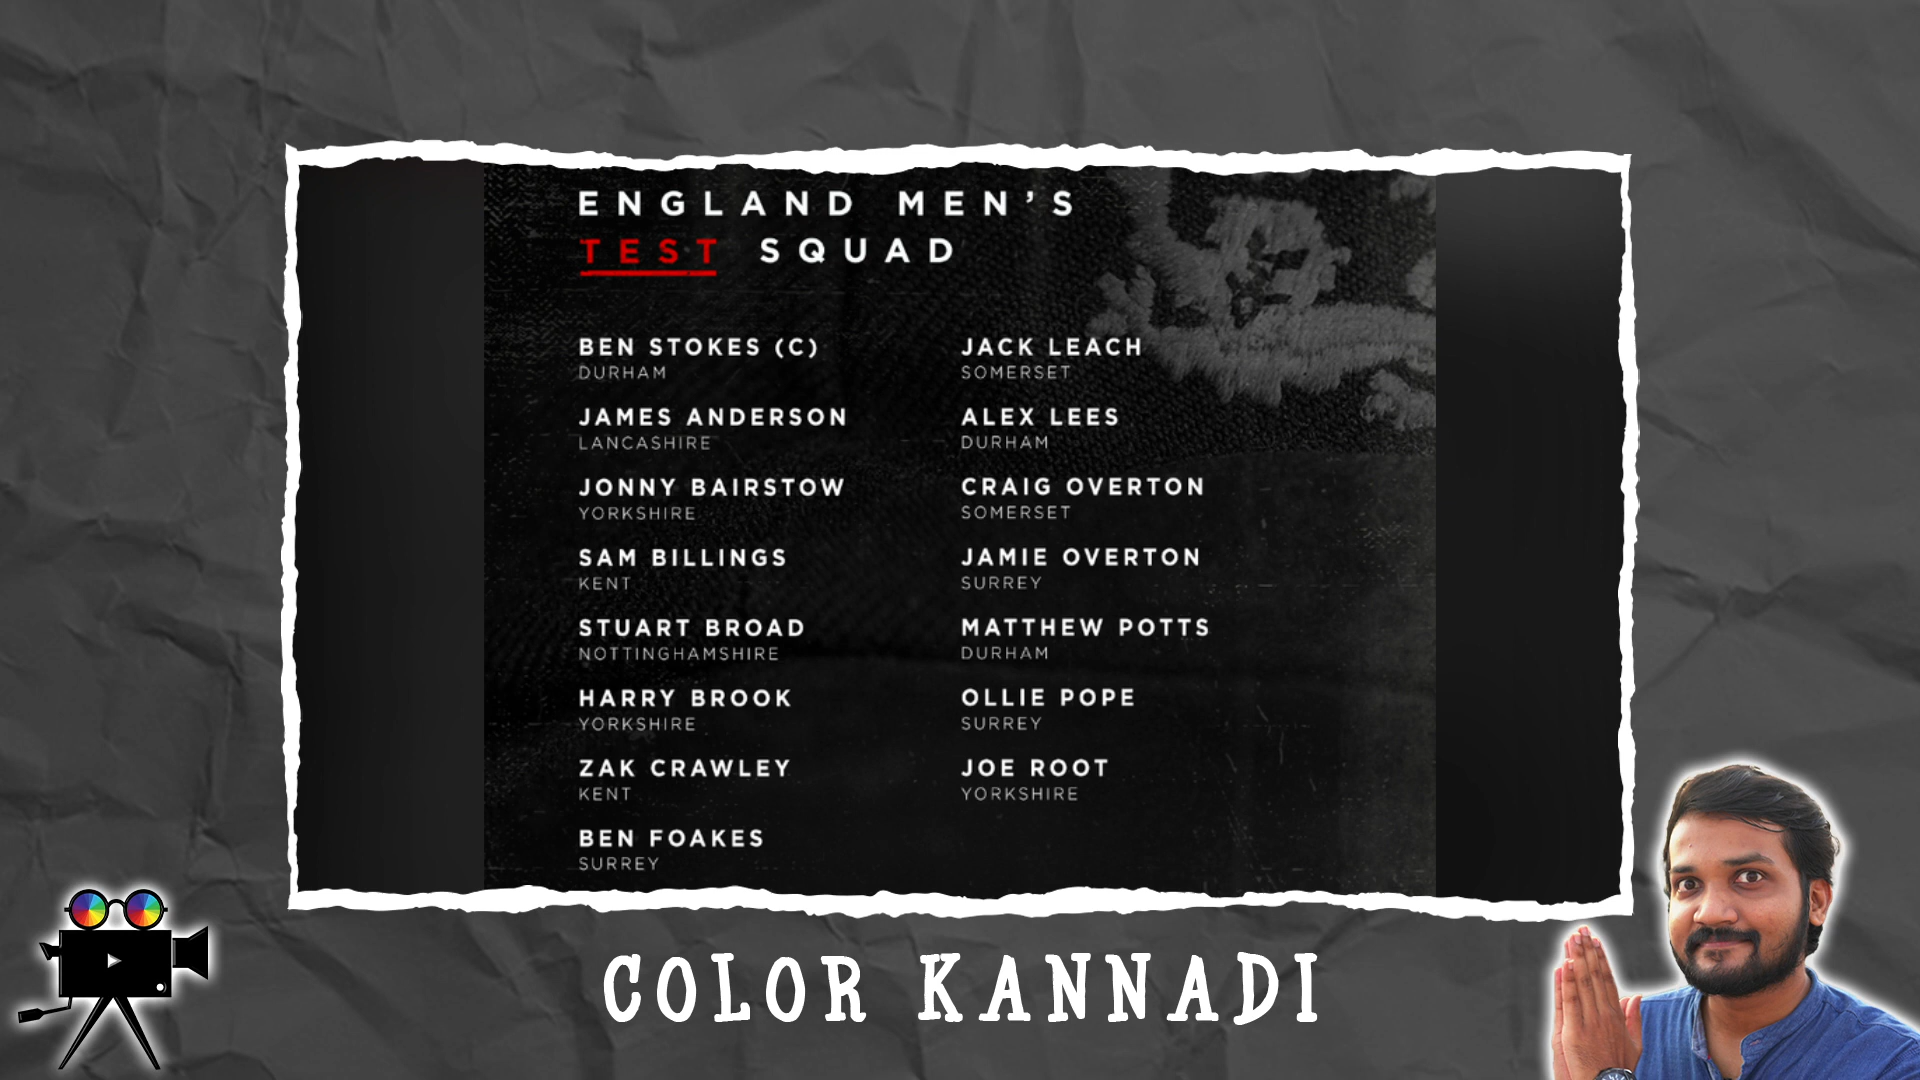 ENGLAND MEN'S
TEST SQUAD
BEN STOKES (C)
DURHAM
JAMES ANDERSON
LANCASHIRE
JONNY BAIRSTOW
YORKSHIRE
SAM BILLINGS
KENT
STUART BROAD
NOTTINGHAMSHIRE
HARRY BROOK
YORKSHIRE
ZAK CRAWLEY
KENT
BEN FOAKES
SURREY
JACK LEACH
SOMERSET
ALEX LEES
DURHAM
CRAIG OVERTON
SOMERSET
JAMIE OVERTON
SURREY
MATTHEW POTTS
DURHAM
OLLIE POPE
SURREY
JOE ROOT
YORKSHIRE
COLOR KANNADI